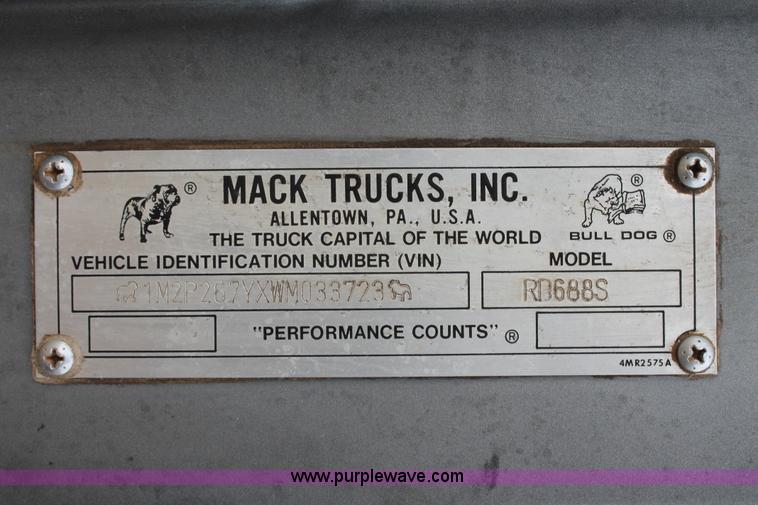 ® MACK TRUCKS, INC. ®
ALLENTOWN, PA., U.S.A.
THE TRUCK CAPITAL OF THE WORLD BULL DOG ®
VEHICLE IDENTIFICATION NUMBER (VIN) MODEL
1M2P267YXWM033723 RD688S
"PERFORMANCE COUNTS" ®
4MR2575A
www.purplewave.com